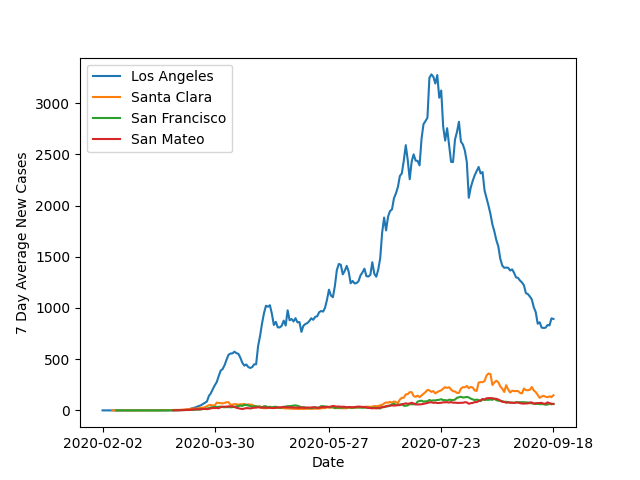 Los Angeles
Santa Clara
San Francisco
San Mateo
7 Day Average New Cases
3000
2500
2000
1500
1000
500
0
2020-02-02 2020-03-30 2020-05-27 2020-07-23 2020-09-18
Date